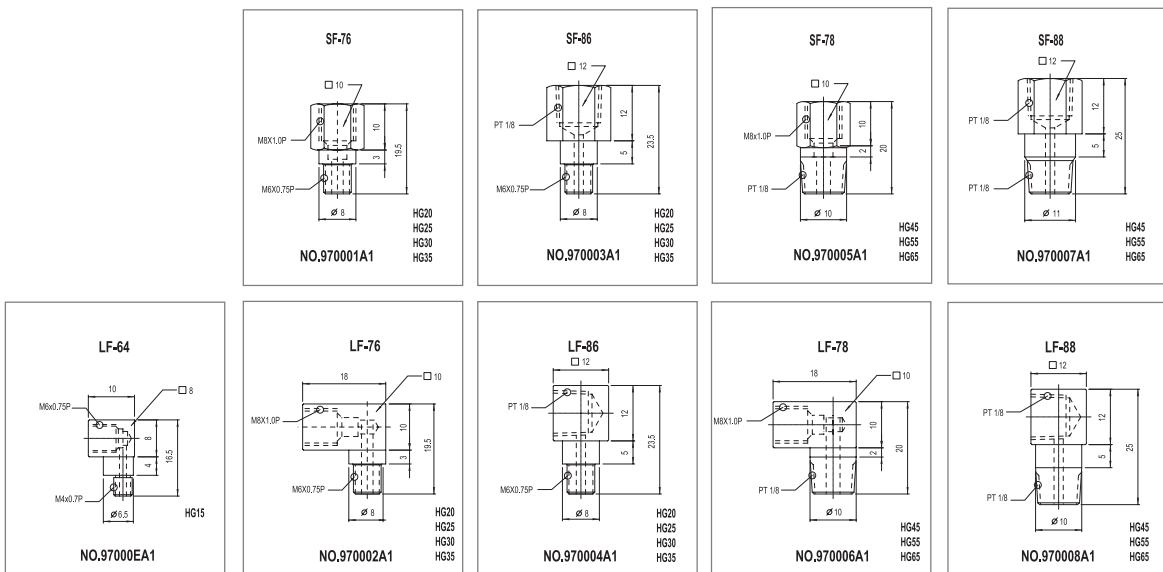 SF-76
□ 10
M8X1.0P
10
3
19.5
M6X0.75P
Ø 8
HG20
HG25
HG30
HG35
NO.970001A1
SF-86
□ 12
PT 1/8
12
5
23.5
M6X0.75P
Ø 8
HG20
HG25
HG30
HG35
NO.970003A1
SF-78
□ 10
M8x1.0P
10
2
20
PT 1/8
Ø 10
HG45
HG55
HG65
NO.970005A1
SF-88
□ 12
PT 1/8
12
5
25
PT 1/8
Ø 11
HG45
HG55
HG65
NO.970007A1
LF-64
10
□ 8
M6x0.75P
8
4
16.5
M4x0.7P
Ø6.5
HG15
NO.97000EA1
LF-76
18
□ 10
M8X1.0P
10
3
19.5
M6X0.75P
Ø 8
HG20
HG25
HG30
HG35
NO.970002A1
LF-86
□ 12
PT 1/8
12
5
23.5
M6X0.75P
Ø 8
HG20
HG25
HG30
HG35
NO.970004A1
LF-78
18
□ 10
M8X1.0P
10
2
20
PT 1/8
Ø 10
HG45
HG55
HG65
NO.970006A1
LF-88
□ 12
PT 1/8
12
5
25
PT 1/8
Ø 10
HG45
HG55
HG65
NO.970008A1